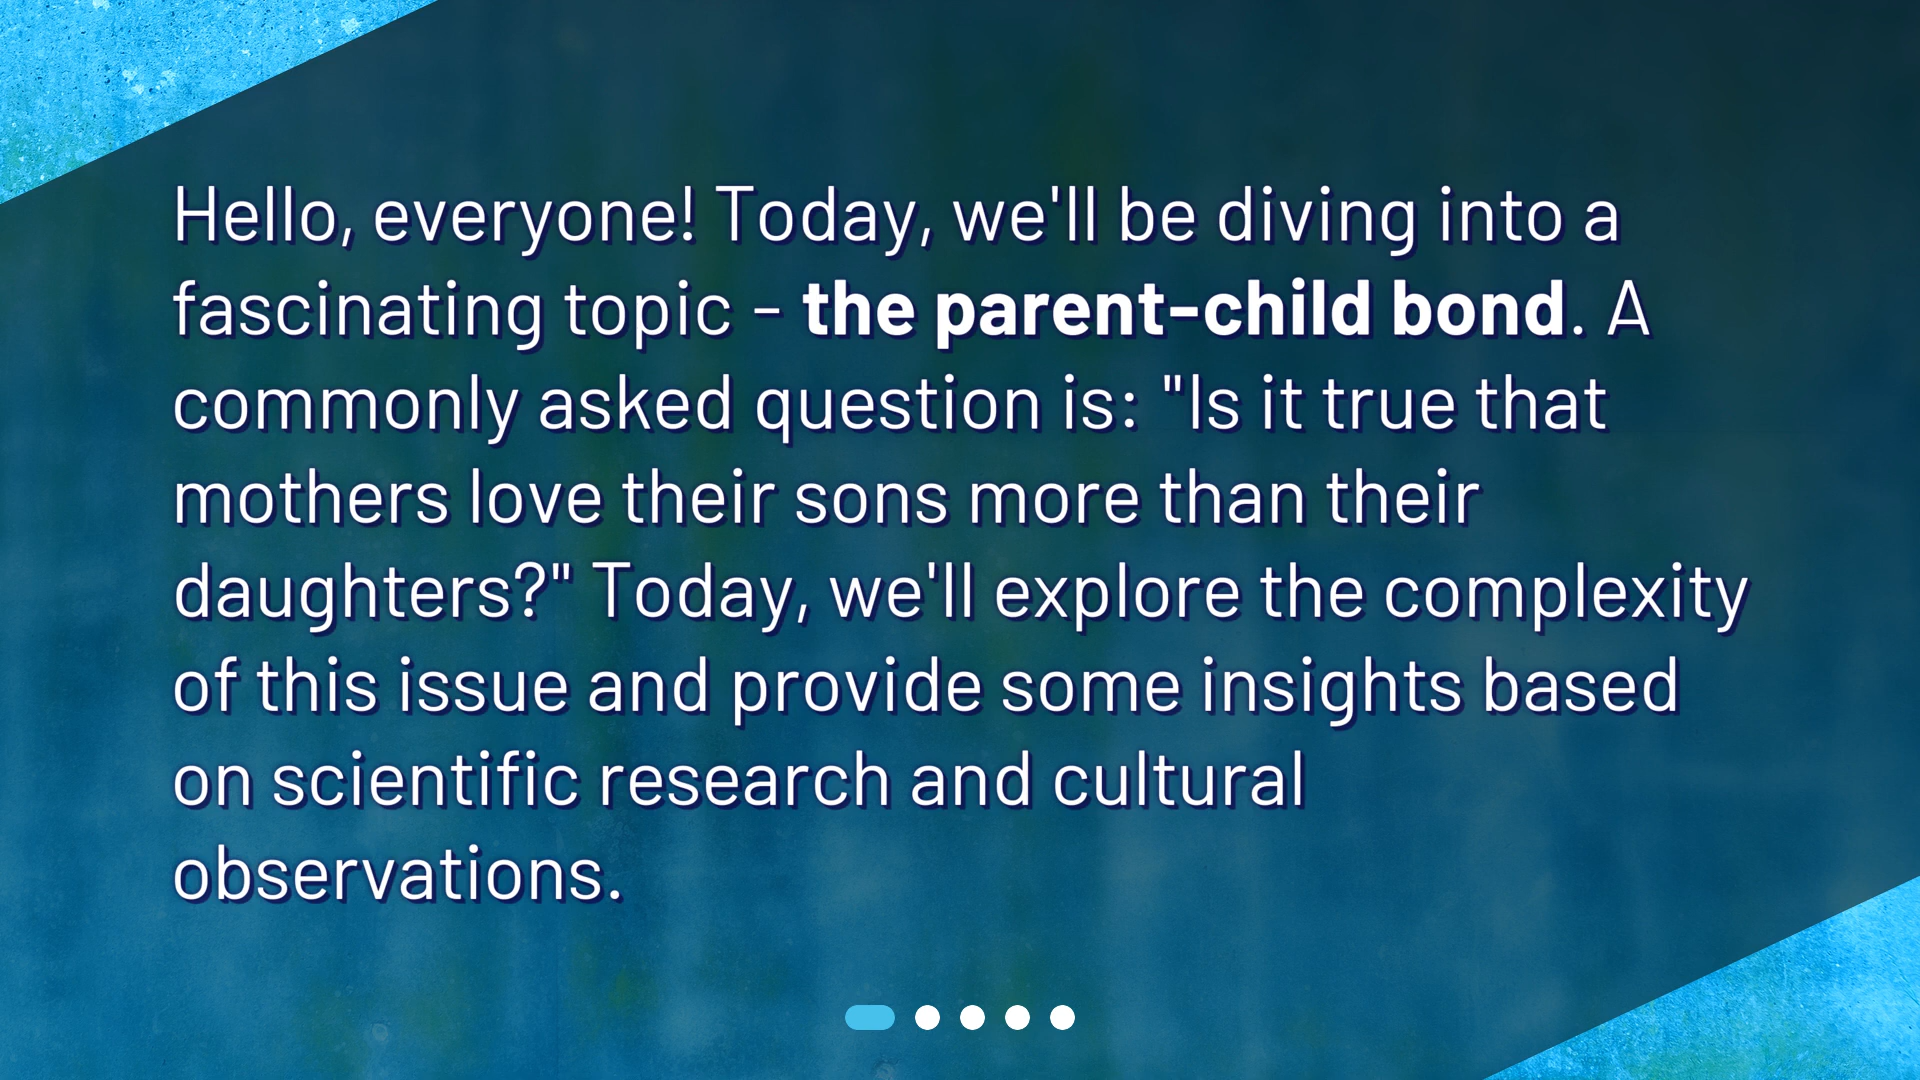 Hello, everyone! Today, we'll be diving into a
fascinating topic - the parent-child bond. A
commonly asked question is: "Is it true that
mothers love their sons more than their
daughters?" Today, we'll explore the complexity
of this issue and provide some insights based
on scientific research and cultural
observations.